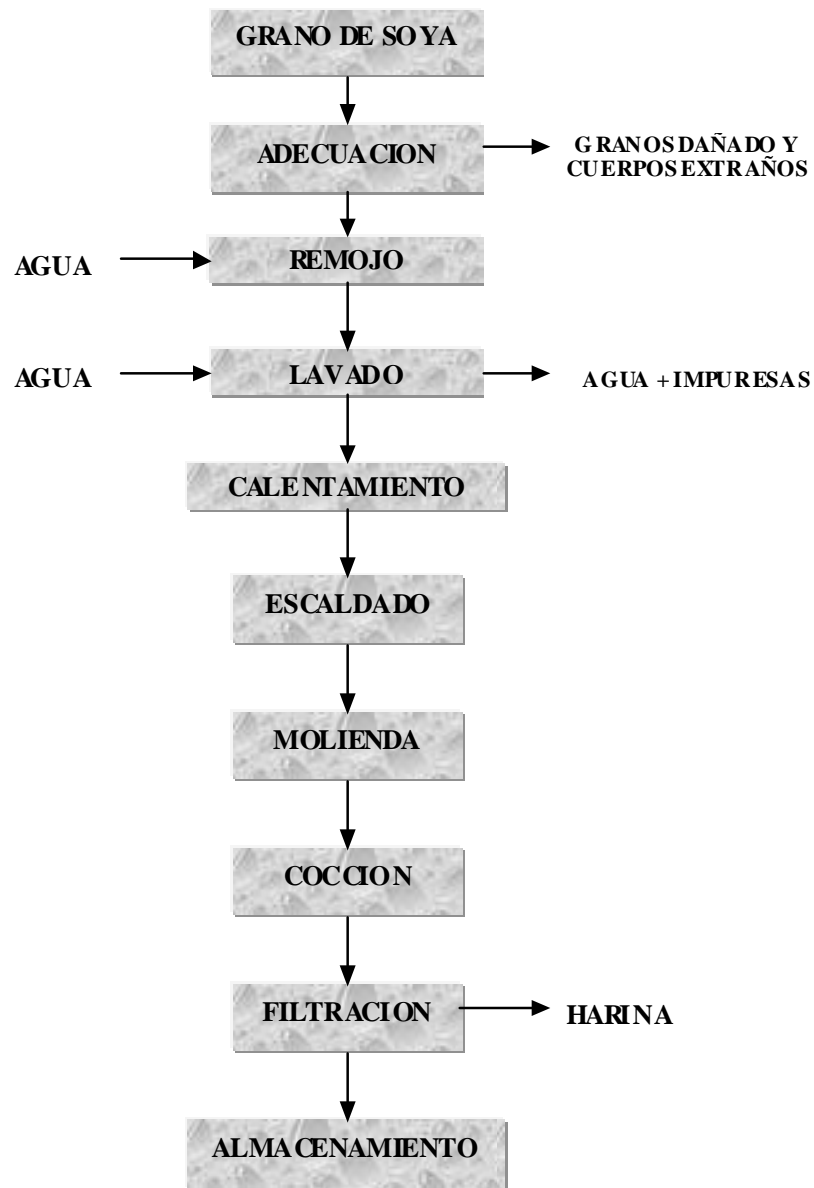 GRANO DE SOYA
ADECUACION
GRANOS DAÑADO Y
CUERPOS EXTRAÑOS
AGUA
REMOJO
AGUA
LAVADO
AGUA + IMPURESAS
CALENTAMIENTO
ESCALDADO
MOLIENDA
COCCION
FILTRACION
HARINA
ALMACENAMIENTO